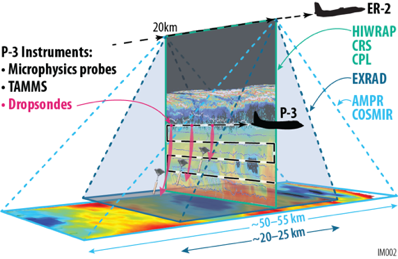 ER-2
20km
HIWRAP
CRS
CPL
P-3 Instruments:
• Microphysics probes
• TAMMS
• Dropsondes
EXRAD
P-3
AMPR
COSMIR
~50–55 km
~20–25 km
IM002